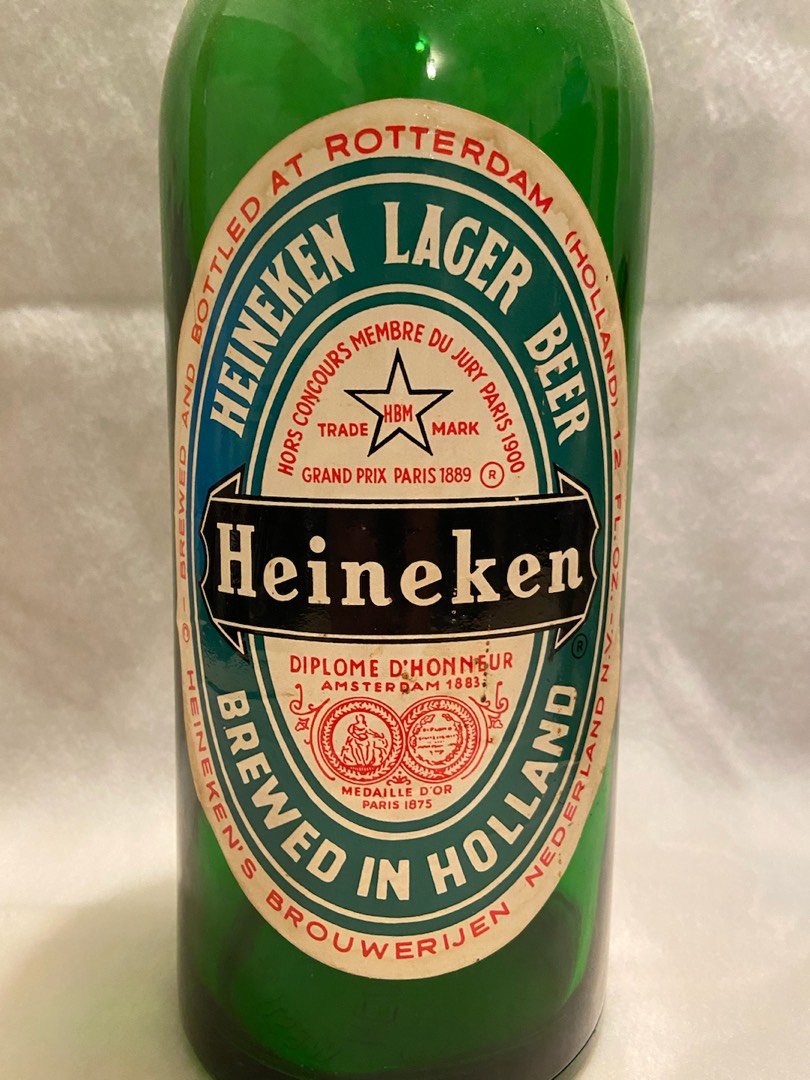 – BREWED AND BOTTLED AT ROTTERDAM (HOLLAND) 12 FL.OZ. –
HEINEKEN LAGER BEER
HORS CONCOURS MEMBRE DU JURY PARIS 1900
HBM
TRADE MARK
GRAND PRIX PARIS 1889 ®
Heineken
®
DIPLOME D'HONNEUR
AMSTERDAM 1883
MEDAILLE D'OR
PARIS 1875
BREWED IN HOLLAND
HEINEKEN'S BROUWERIJEN NEDERLAND N.V.